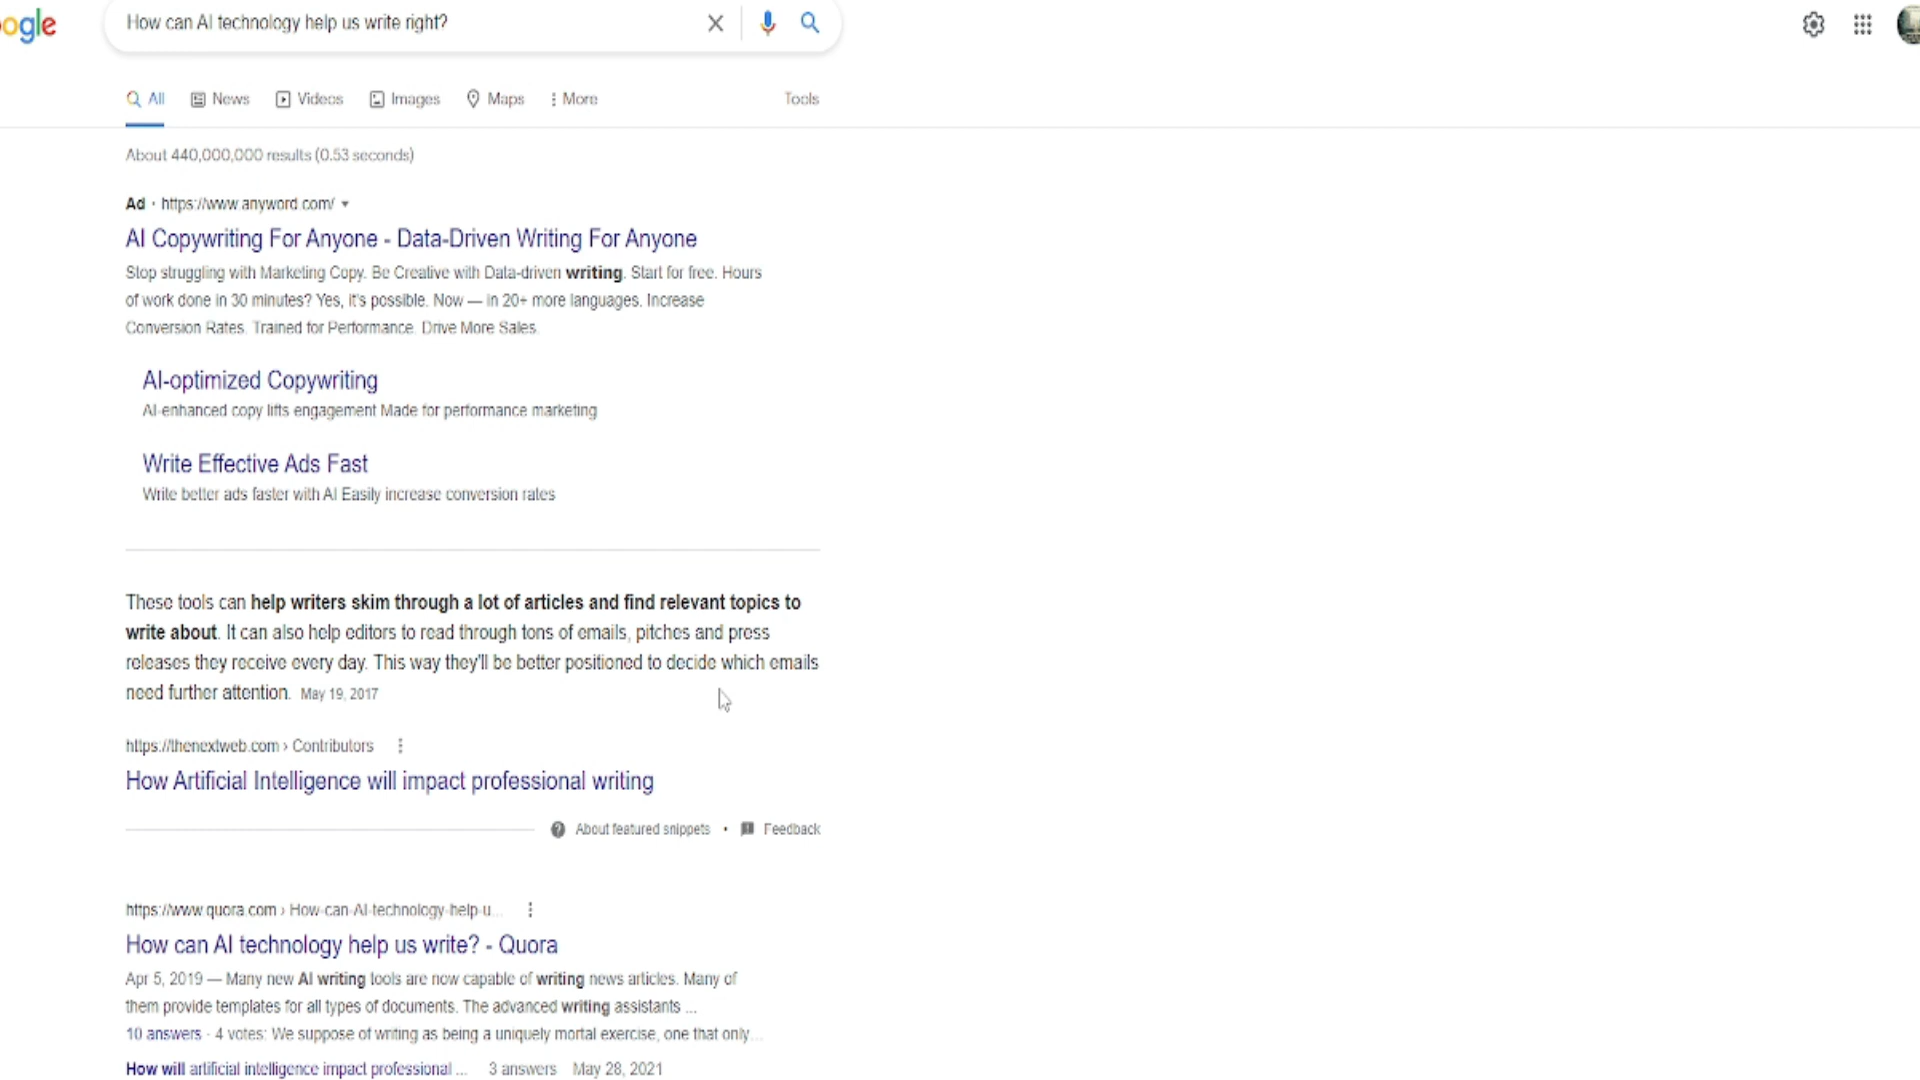 ogle
How can AI technology help us write right?
All News Videos Images Maps More Tools
About 440,000,000 results (0.53 seconds)
Ad · https://www.anyword.com/
AI Copywriting For Anyone - Data-Driven Writing For Anyone
Stop struggling with Marketing Copy. Be Creative with Data-driven writing. Start for free. Hours
of work done in 30 minutes? Yes, it's possible. Now — in 20+ more languages. Increase
Conversion Rates. Trained for Performance. Drive More Sales.
AI-optimized Copywriting
AI-enhanced copy lifts engagement Made for performance marketing
Write Effective Ads Fast
Write better ads faster with AI Easily increase conversion rates
These tools can help writers skim through a lot of articles and find relevant topics to
write about. It can also help editors to read through tons of emails, pitches and press
releases they receive every day. This way they'll be better positioned to decide which emails
need further attention. May 19, 2017
https://thenextweb.com › Contributors
How Artificial Intelligence will impact professional writing
About featured snippets • Feedback
https://www.quora.com › How-can-AI-technology-help-u...
How can AI technology help us write? - Quora
Apr 5, 2019 — Many new AI writing tools are now capable of writing news articles. Many of
them provide templates for all types of documents. The advanced writing assistants ...
10 answers · 4 votes: We suppose of writing as being a uniquely mortal exercise, one that only...
How will artificial intelligence impact professional ... 3 answers May 28, 2021